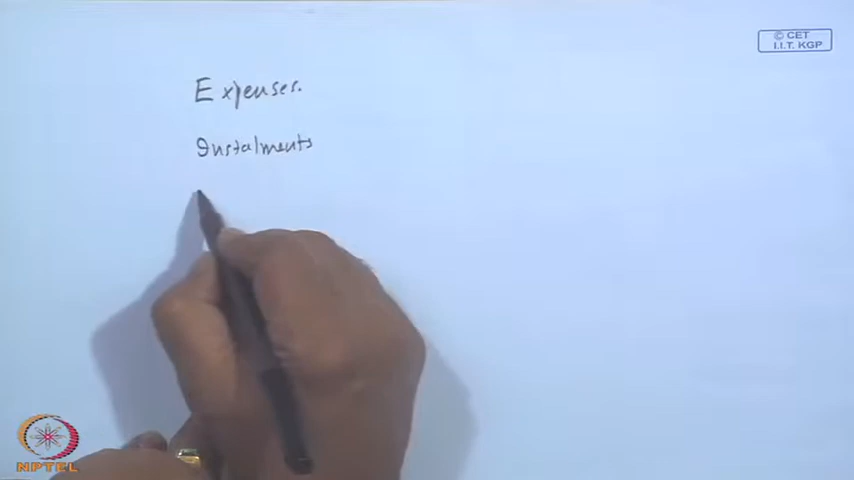 © CET
I.I.T. KGP
Expenses.
Instalments
NPTEL